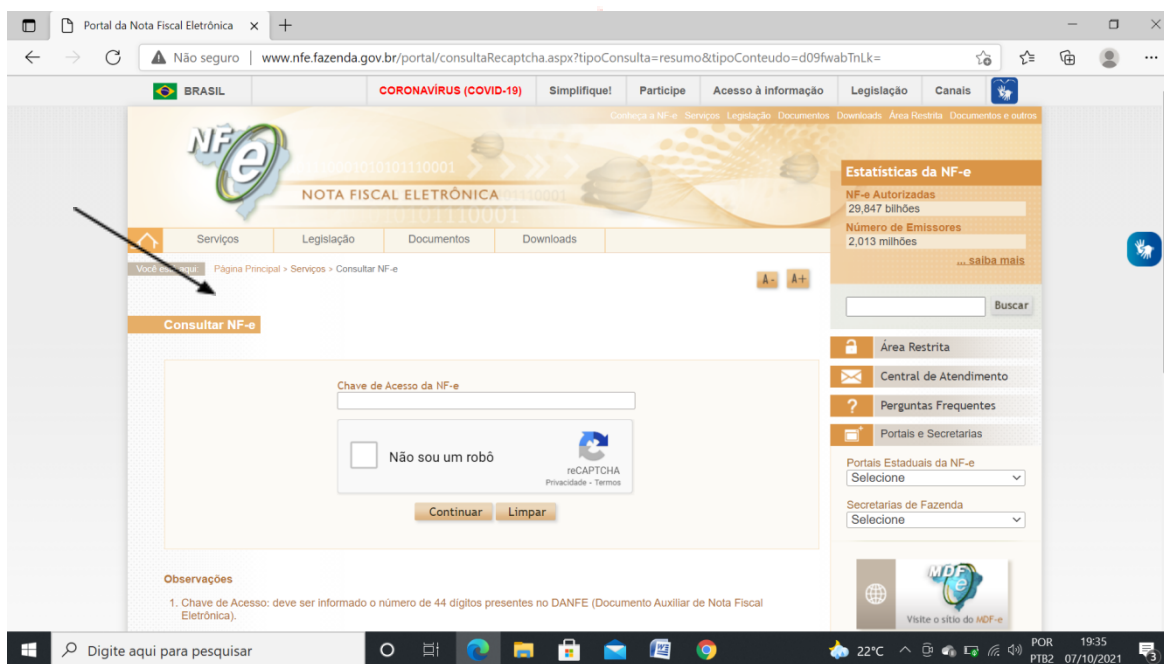 Portal da Nota Fiscal Eletrônica
Não seguro | www.nfe.fazenda.gov.br/portal/consultaRecaptcha.aspx?tipoConsulta=resumo&tipoConteudo=d09fwabTnLk=
BRASIL CORONAVÍRUS (COVID-19) Simplifique! Participe Acesso à informação Legislação Canais
Conheça a NF-e Serviços Legislação Documentos Downloads Área Restrita Documentos e outros
NFe
NOTA FISCAL ELETRÔNICA
Serviços Legislação Documentos Downloads
Você aqui: Página Principal > Serviços > Consultar NF-e
A- A+
Consultar NF-e
Chave de Acesso da NF-e
Não sou um robô
reCAPTCHA
Privacidade - Termos
Continuar Limpar
Observações
1. Chave de Acesso: deve ser informado o número de 44 dígitos presentes no DANFE (Documento Auxiliar de Nota Fiscal
Eletrônica).
Estatísticas da NF-e
NF-e Autorizadas
29,847 bilhões
Número de Emissores
2,013 milhões
... saiba mais
Buscar
Área Restrita
Central de Atendimento
Perguntas Frequentes
Portais e Secretarias
Portais Estaduais da NF-e
Selecione
Secretarias de Fazenda
Selecione
MDFe
Visite o sítio do MDF-e
Digite aqui para pesquisar
22°C
POR 19:35
PTB2 07/10/2021
3